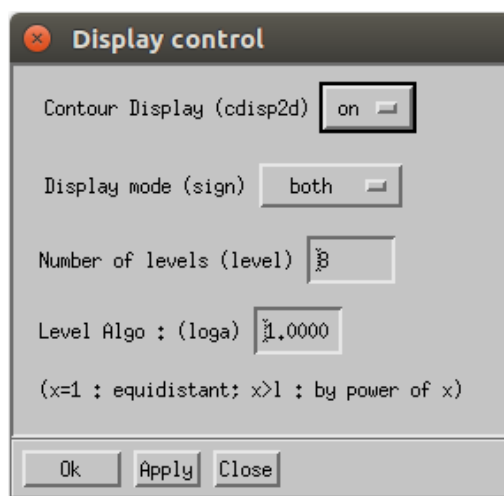 Display control
Contour Display (cdisp2d) on
Display mode (sign) both
Number of levels (level) 8
Level Algo : (loga) 1.0000
(x=1 : equidistant; x>1 : by power of x)
Ok Apply Close